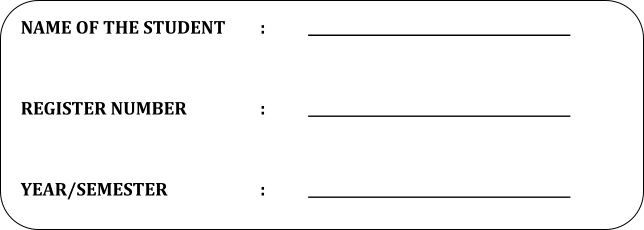 NAME OF THE STUDENT :
REGISTER NUMBER :
YEAR/SEMESTER :